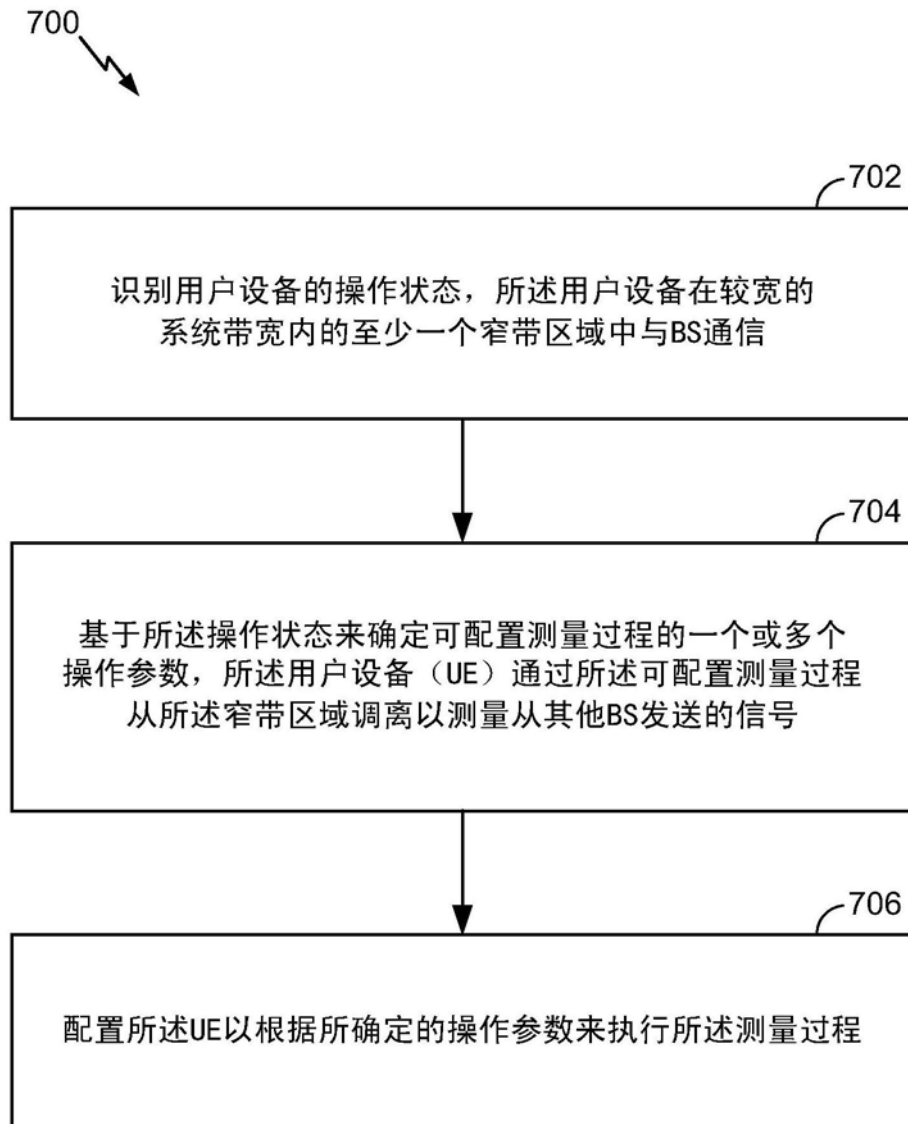 700
702
识别用户设备的操作状态，所述用户设备在较宽的
系统带宽内的至少一个窄带区域中与BS通信
704
基于所述操作状态来确定可配置测量过程的一个或多个
操作参数，所述用户设备（UE）通过所述可配置测量过程
从所述窄带区域调离以测量从其他BS发送的信号
706
配置所述UE以根据所确定的操作参数来执行所述测量过程